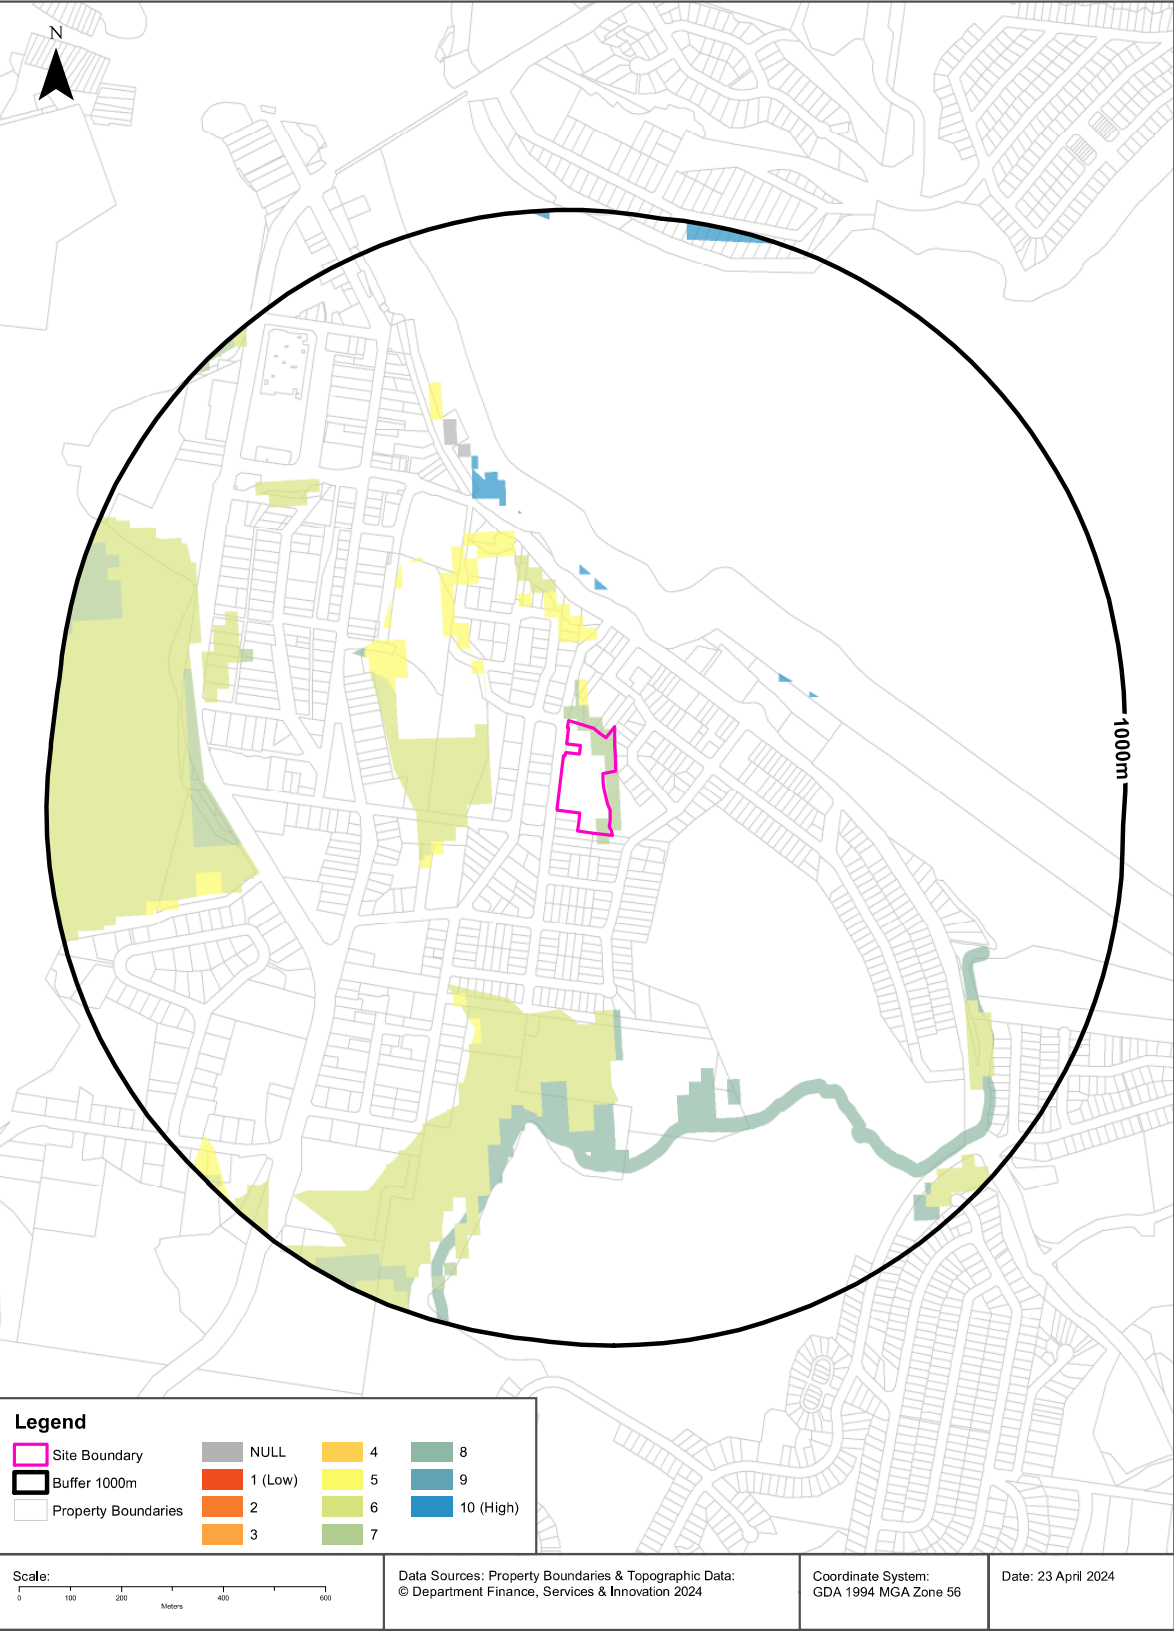 N
1000m
Legend
Site Boundary
Buffer 1000m
Property Boundaries
NULL
1 (Low)
2
3
4
5
6
7
8
9
10 (High)
Scale:
0 100 200 400 600
Meters
Data Sources: Property Boundaries & Topographic Data:
© Department Finance, Services & Innovation 2024
Coordinate System:
GDA 1994 MGA Zone 56
Date: 23 April 2024